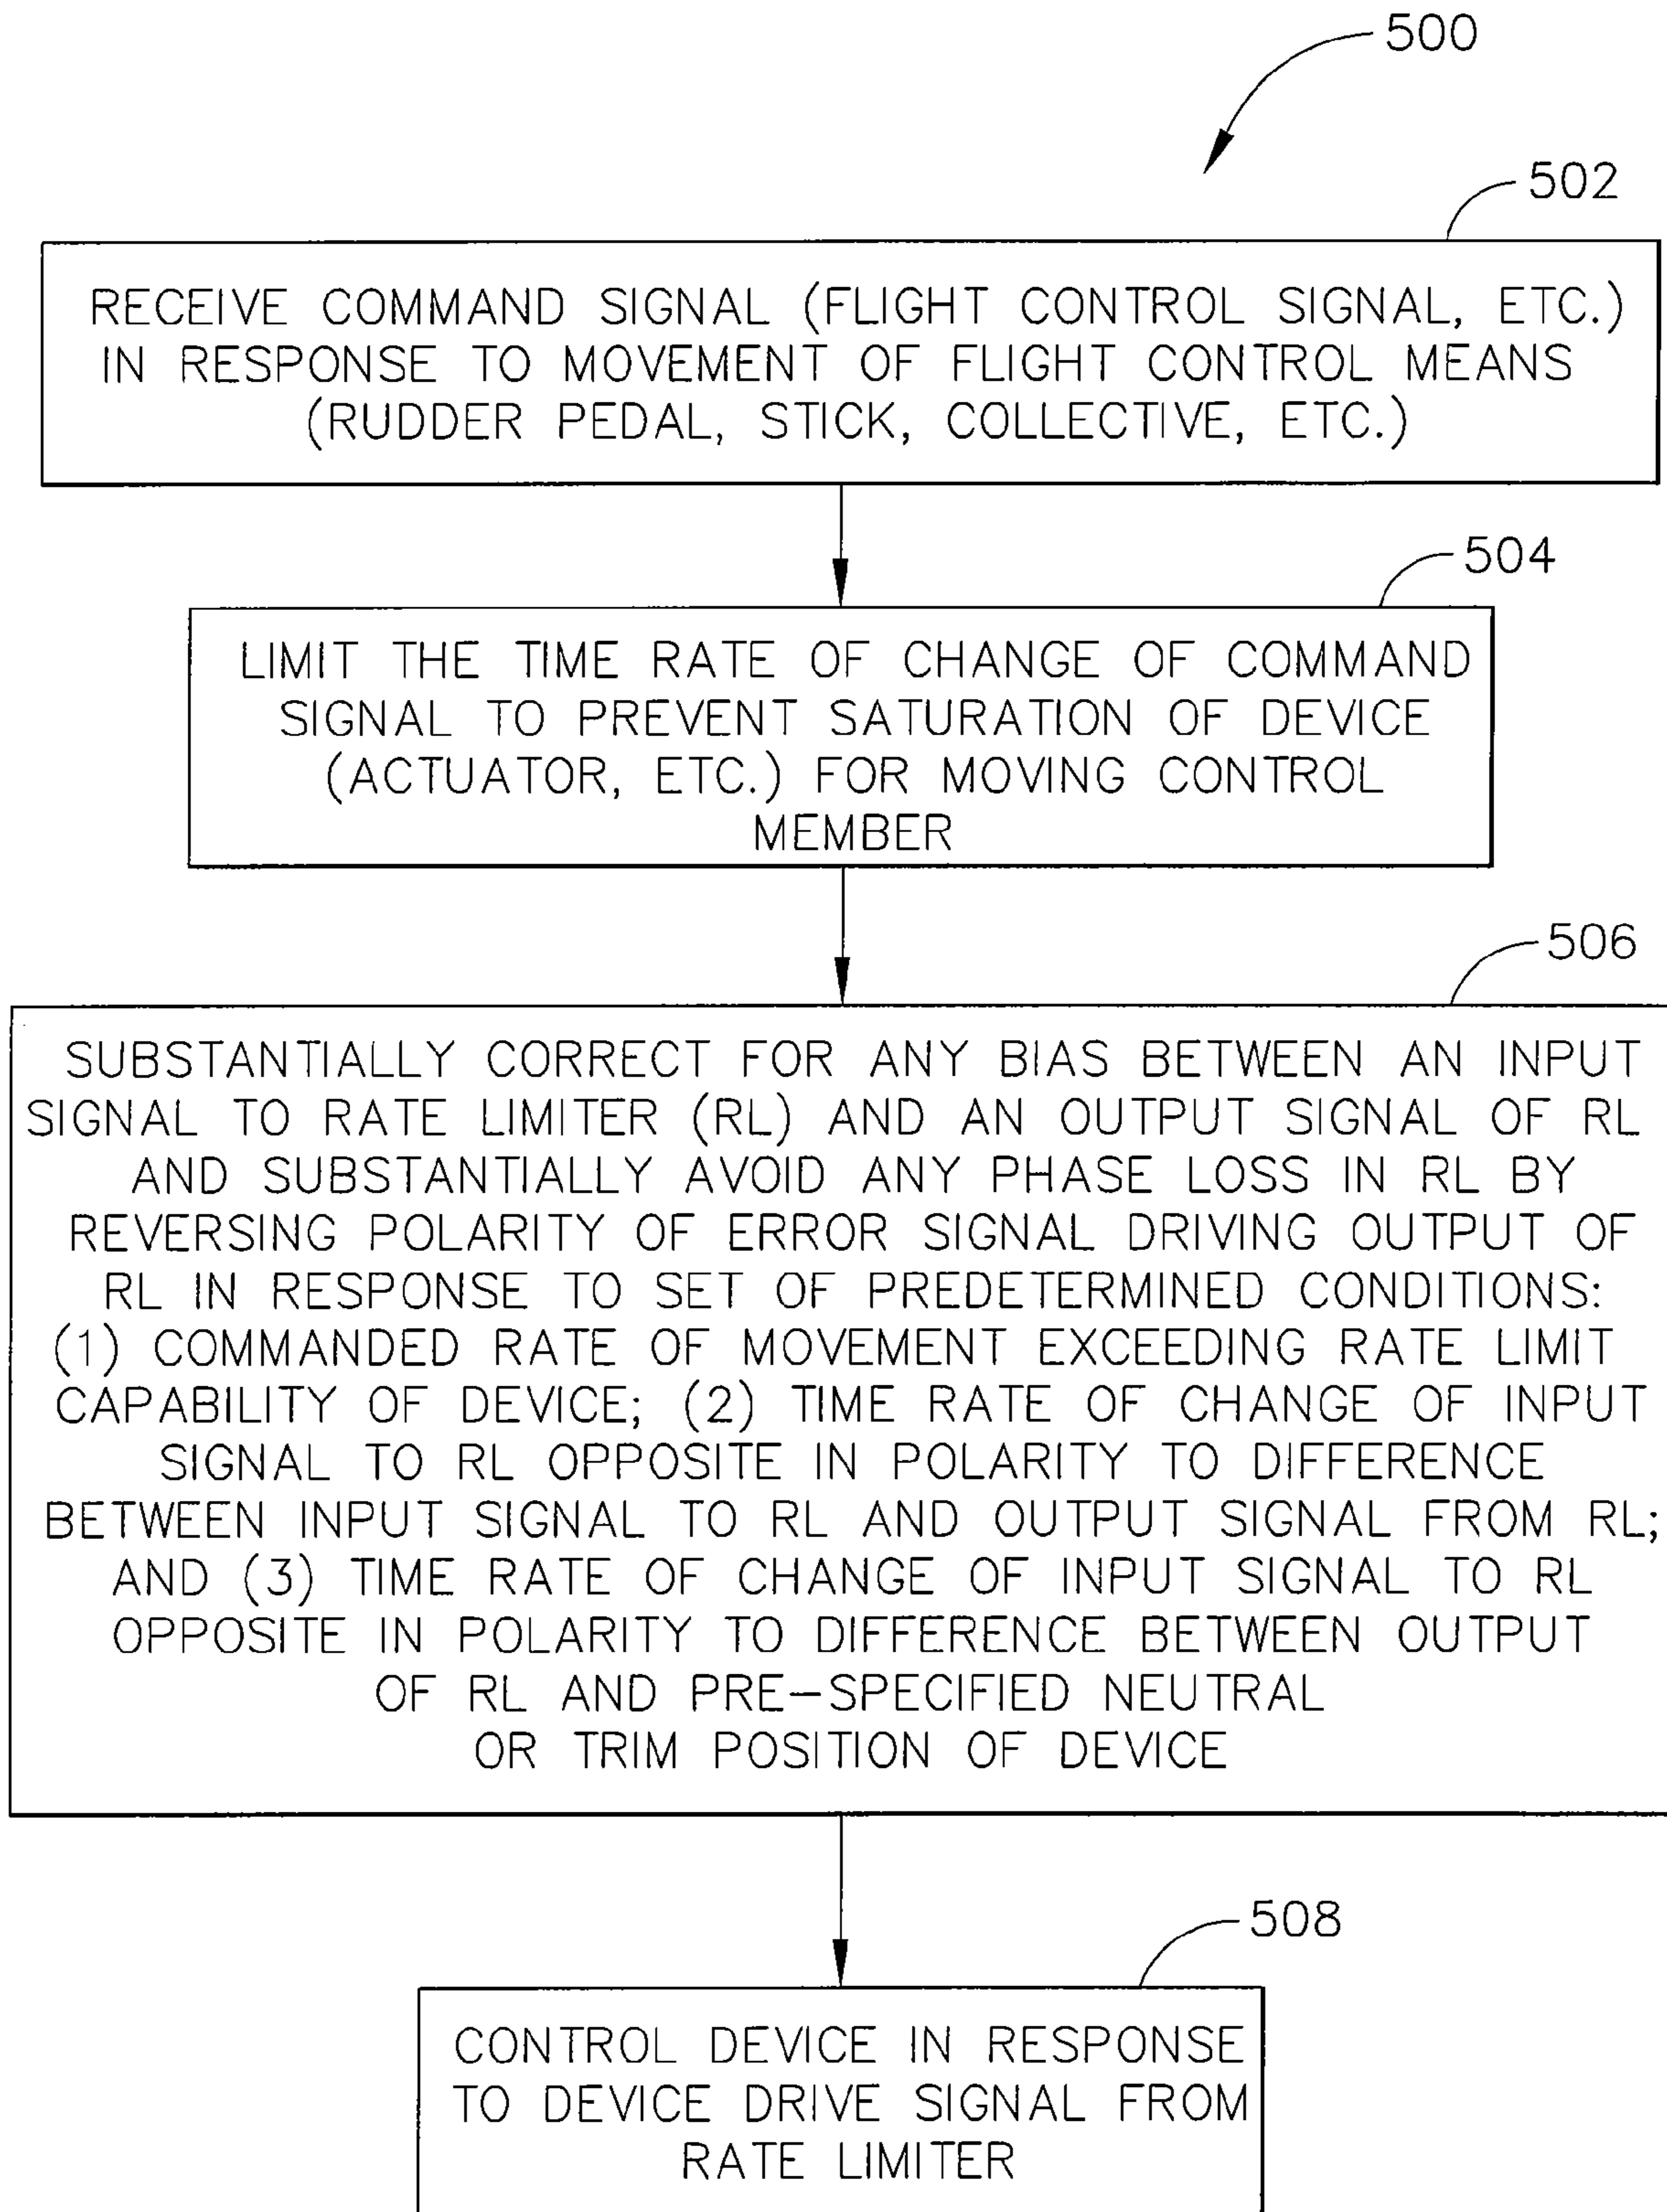 500
502
RECEIVE COMMAND SIGNAL (FLIGHT CONTROL SIGNAL, ETC.)
IN RESPONSE TO MOVEMENT OF FLIGHT CONTROL MEANS
(RUDDER PEDAL, STICK, COLLECTIVE, ETC.)
504
LIMIT THE TIME RATE OF CHANGE OF COMMAND
SIGNAL TO PREVENT SATURATION OF DEVICE
(ACTUATOR, ETC.) FOR MOVING CONTROL
MEMBER
506
SUBSTANTIALLY CORRECT FOR ANY BIAS BETWEEN AN INPUT
SIGNAL TO RATE LIMITER (RL) AND AN OUTPUT SIGNAL OF RL
AND SUBSTANTIALLY AVOID ANY PHASE LOSS IN RL BY
REVERSING POLARITY OF ERROR SIGNAL DRIVING OUTPUT OF
RL IN RESPONSE TO SET OF PREDETERMINED CONDITIONS:
(1) COMMANDED RATE OF MOVEMENT EXCEEDING RATE LIMIT
CAPABILITY OF DEVICE; (2) TIME RATE OF CHANGE OF INPUT
SIGNAL TO RL OPPOSITE IN POLARITY TO DIFFERENCE
BETWEEN INPUT SIGNAL TO RL AND OUTPUT SIGNAL FROM RL;
AND (3) TIME RATE OF CHANGE OF INPUT SIGNAL TO RL
OPPOSITE IN POLARITY TO DIFFERENCE BETWEEN OUTPUT
OF RL AND PRE-SPECIFIED NEUTRAL
OR TRIM POSITION OF DEVICE
508
CONTROL DEVICE IN RESPONSE
TO DEVICE DRIVE SIGNAL FROM
RATE LIMITER